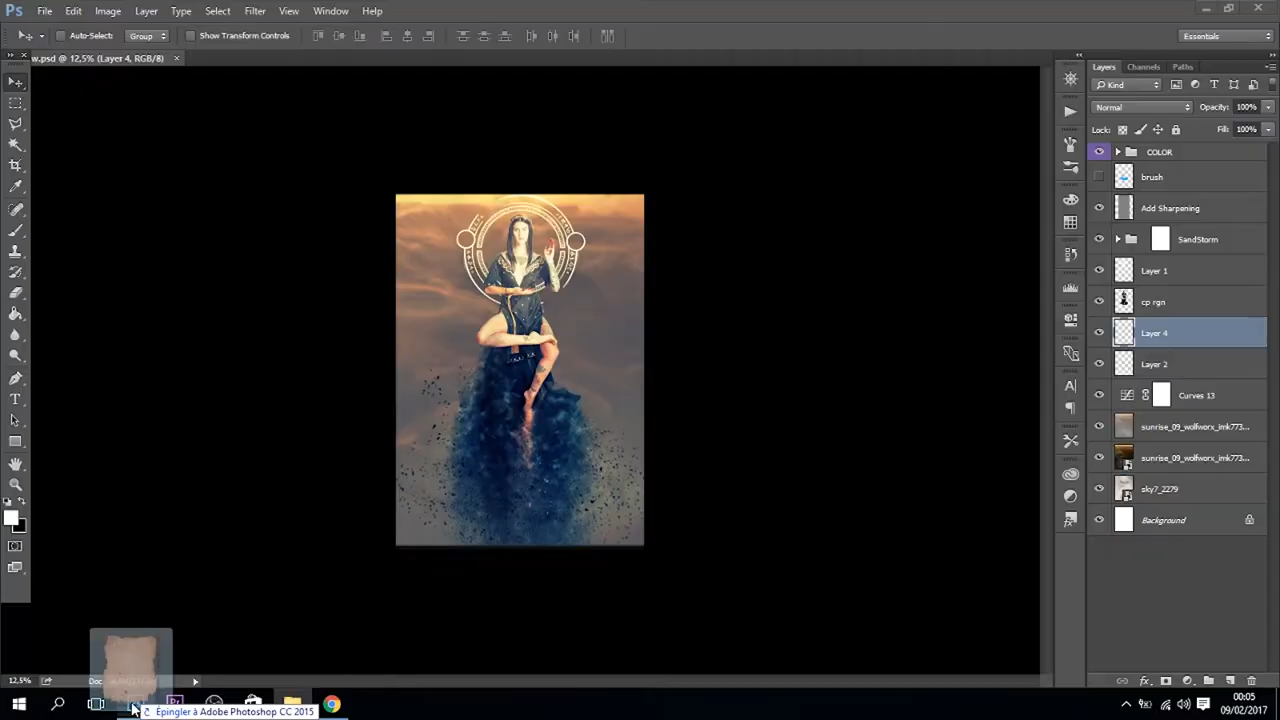 Ps File Edit Image Layer Type Select Filter View Window Help
Auto-Select: Group Show Transform Controls Essentials
w.psd @ 12,5% (Layer 4, RGB/8) ×
Layers Channels Paths
Kind
Normal Opacity: 100%
Lock: Fill: 100%
COLOR
brush
Add Sharpening
SandStorm
Layer 1
cp rgn
Layer 4
Layer 2
Curves 13
sunrise_09_wolfworx_imk773...
sunrise_09_wolfworx_imk773...
sky7_2279
Background
12,5% Doc
Épingler à Adobe Photoshop CC 2015
00:05
09/02/2017